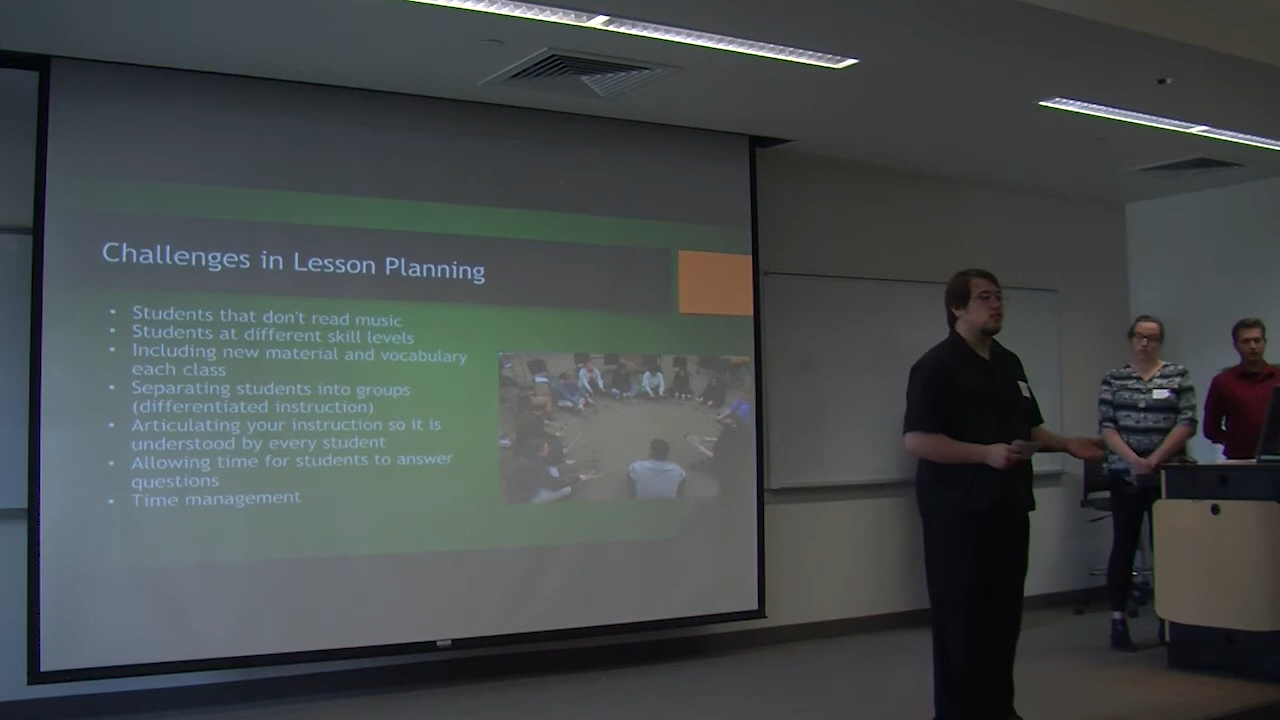 Challenges in Lesson Planning
• Students that don't read music
• Students at different skill levels
• Including new material and vocabulary
each class
• Separating students into groups
(differentiated instruction)
• Articulating your instruction so it is
understood by every student
• Allowing time for students to answer
questions
• Time management